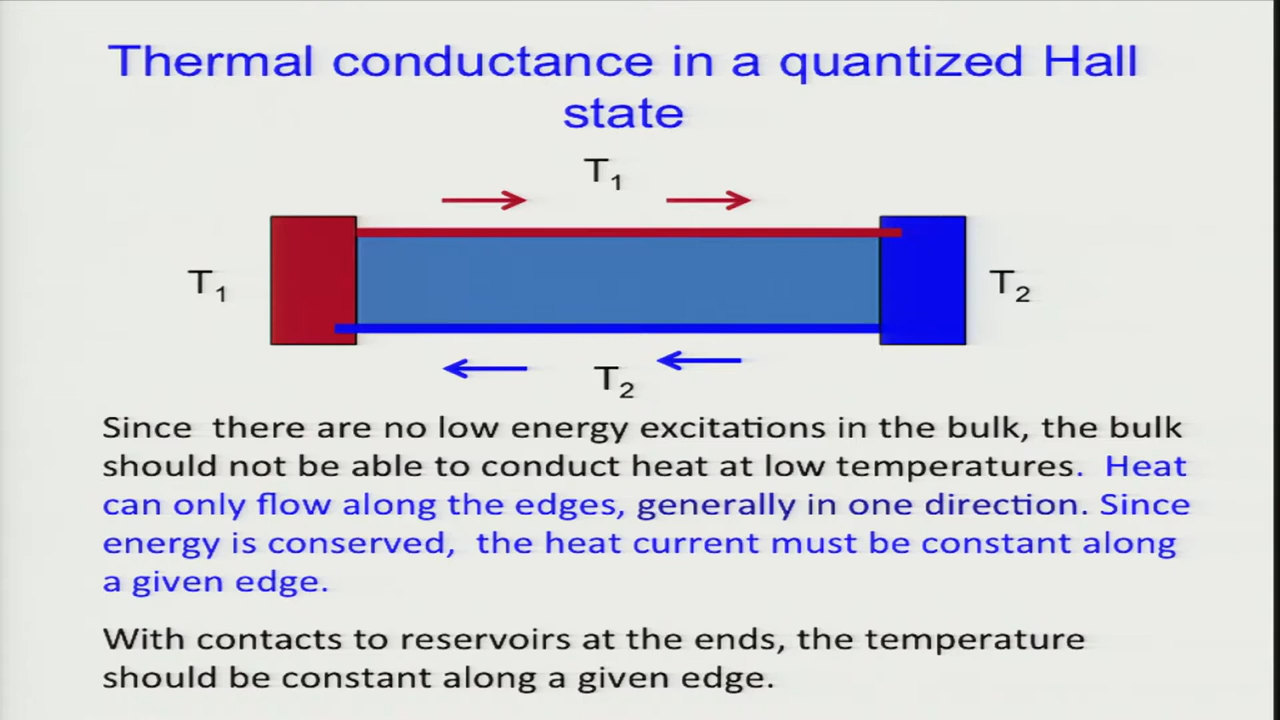 Thermal conductance in a quantized Hall
state
T1
T1
T2
T2
Since there are no low energy excitations in the bulk, the bulk
should not be able to conduct heat at low temperatures. Heat
can only flow along the edges, generally in one direction. Since
energy is conserved, the heat current must be constant along
a given edge.
With contacts to reservoirs at the ends, the temperature
should be constant along a given edge.